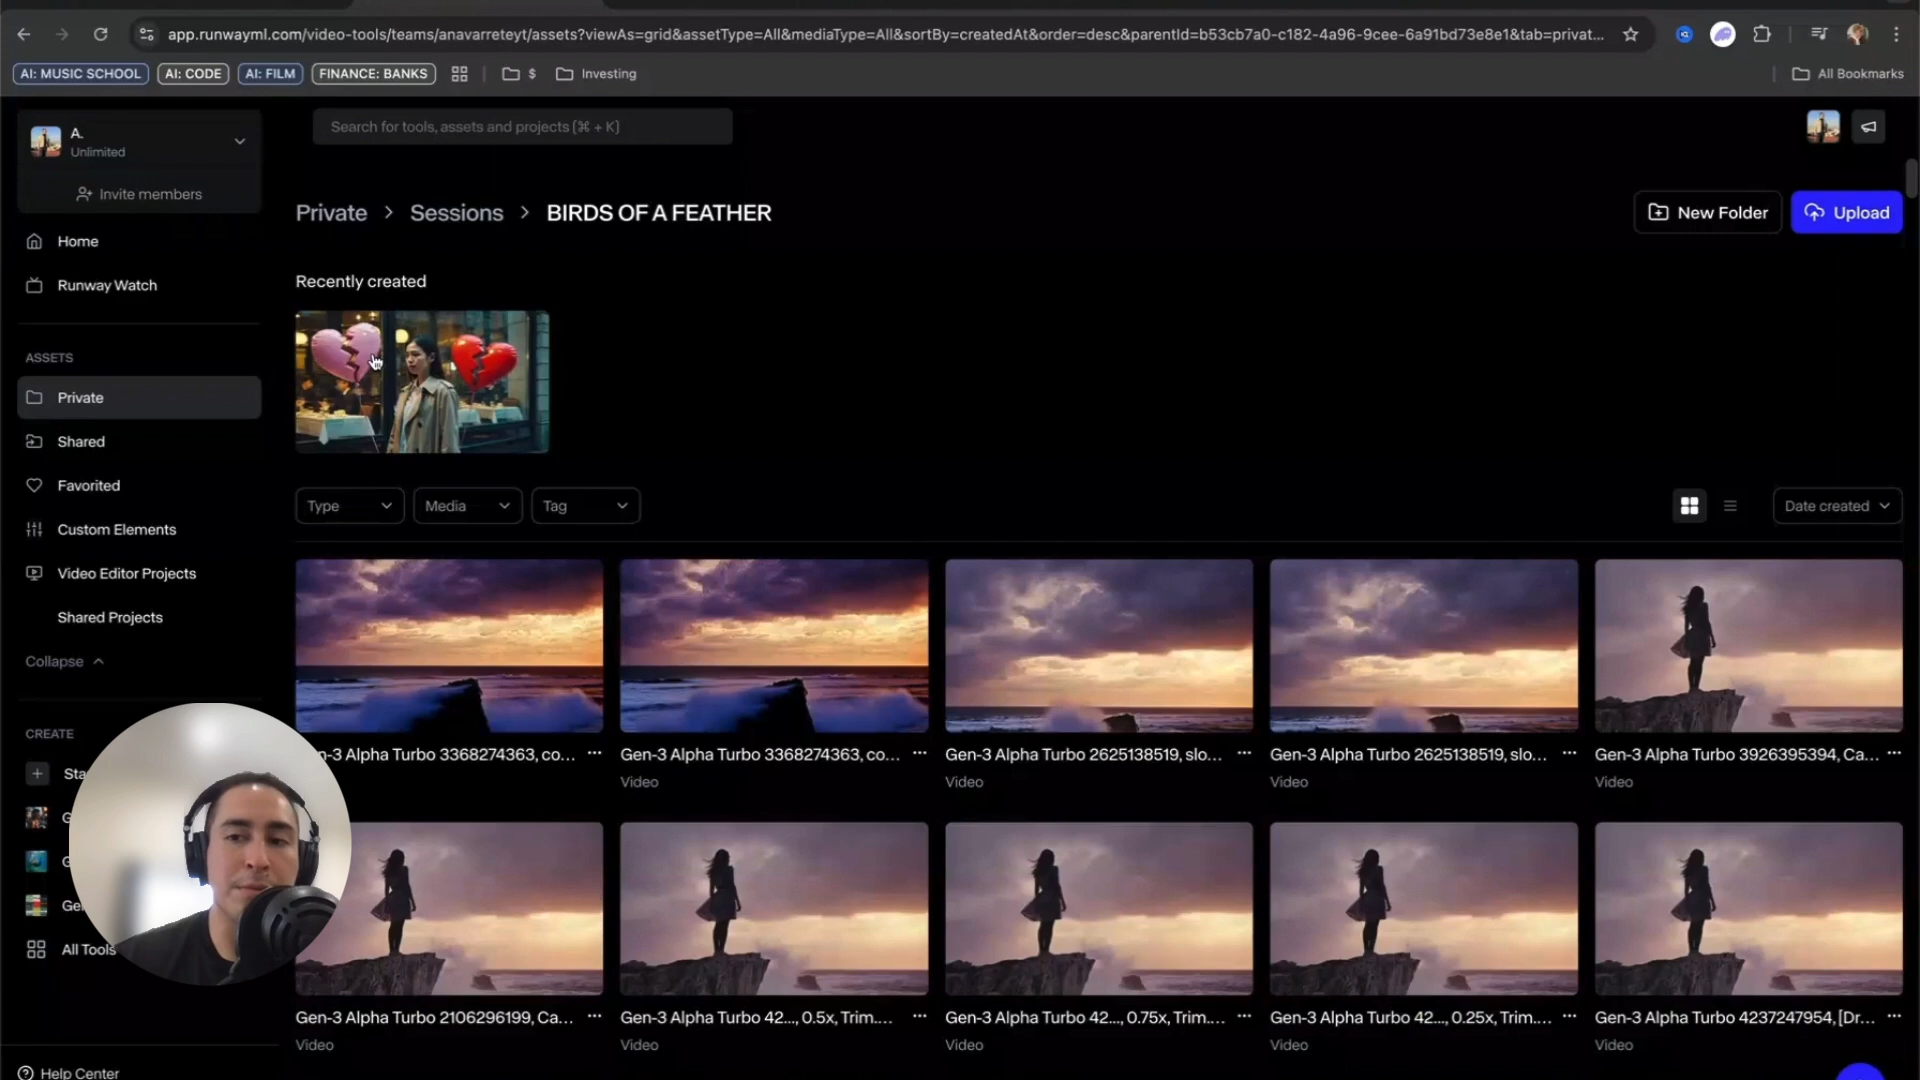 app.runwayml.com/video-tools/teams/anavarreteyt/assets?viewAs=grid&assetType=All&mediaType=All&sortBy=createdAt&order=desc&parentId=b53cb7a0-c182-4a96-9cee-6a91bd73e8e1&tab=privat...
AI: MUSIC SCHOOL AI: CODE AI: FILM FINANCE: BANKS $ Investing All Bookmarks
A.
Unlimited
Search for tools, assets and projects (⌘ + K)
Invite members
Private > Sessions > BIRDS OF A FEATHER
New Folder Upload
Home
Runway Watch
Recently created
ASSETS
Private
Shared
Favorited
Custom Elements
Video Editor Projects
Shared Projects
Collapse
Type Media Tag Date created
CREATE
All Tools
n-3 Alpha Turbo 3368274363, co...
Gen-3 Alpha Turbo 3368274363, co...
Video
Gen-3 Alpha Turbo 2625138519, slo...
Video
Gen-3 Alpha Turbo 2625138519, slo...
Video
Gen-3 Alpha Turbo 3926395394, Ca...
Video
Gen-3 Alpha Turbo 2106296199, Ca...
Video
Gen-3 Alpha Turbo 42..., 0.5x, Trim....
Video
Gen-3 Alpha Turbo 42..., 0.75x, Trim....
Video
Gen-3 Alpha Turbo 42..., 0.25x, Trim....
Video
Gen-3 Alpha Turbo 4237247954, [Dr...
Video
Help Center